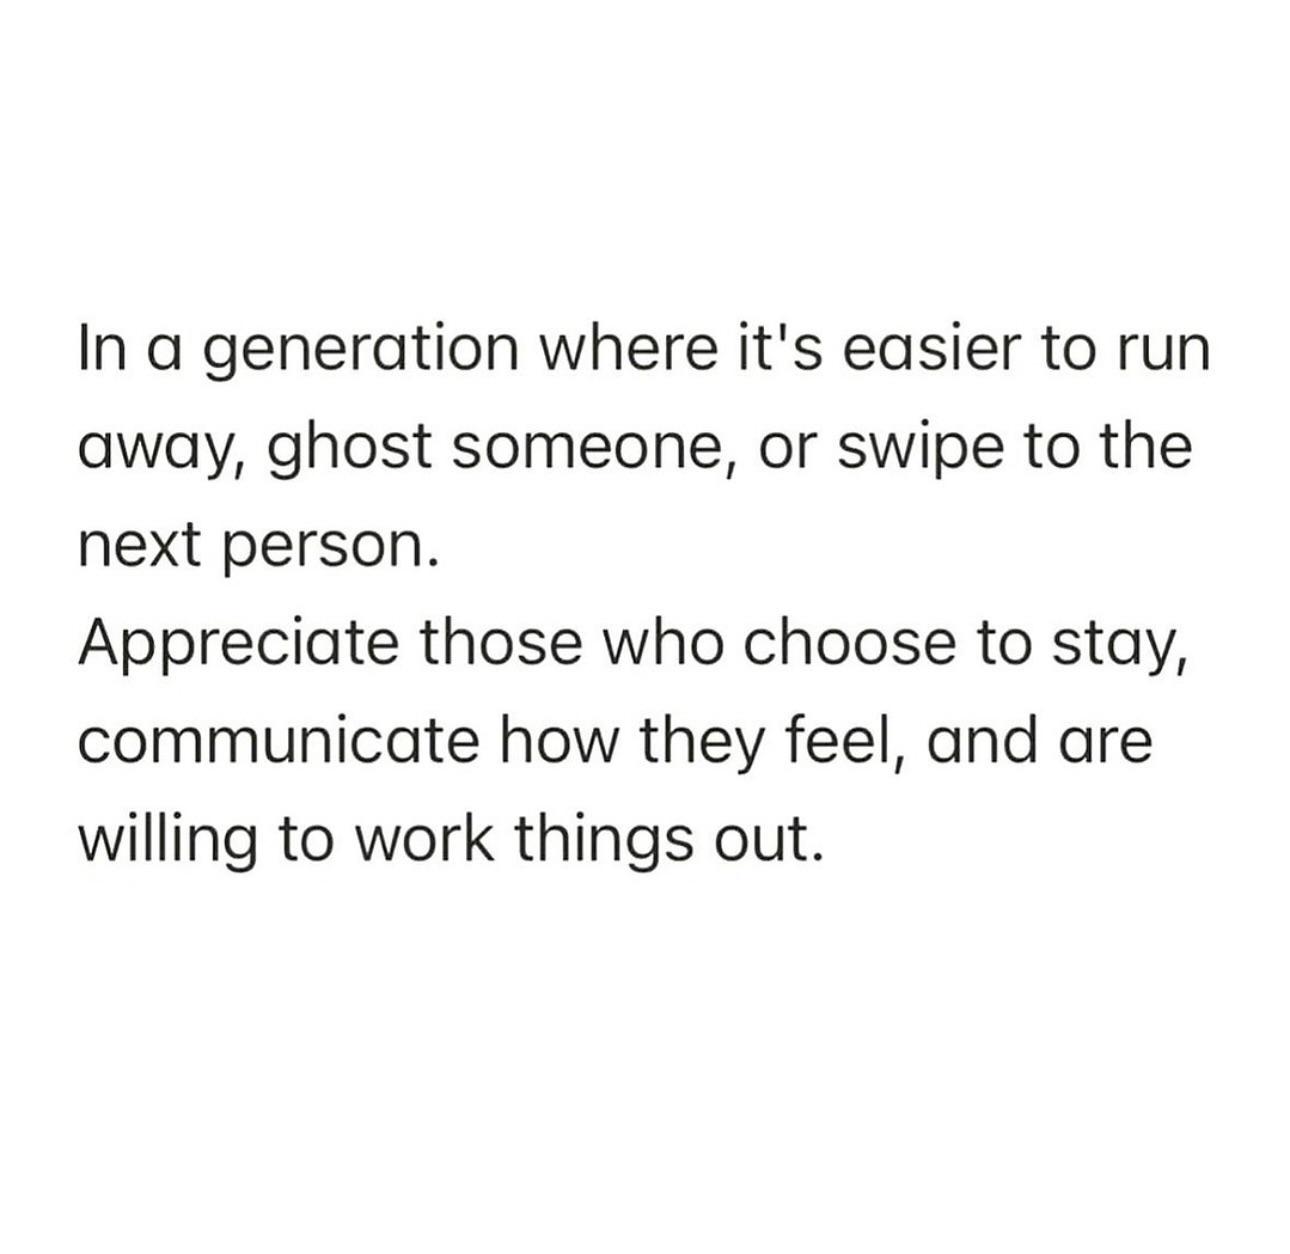 In a generation where it's easier to run
away, ghost someone, or swipe to the
next person.
Appreciate those who choose to stay,
communicate how they feel, and are
willing to work things out.